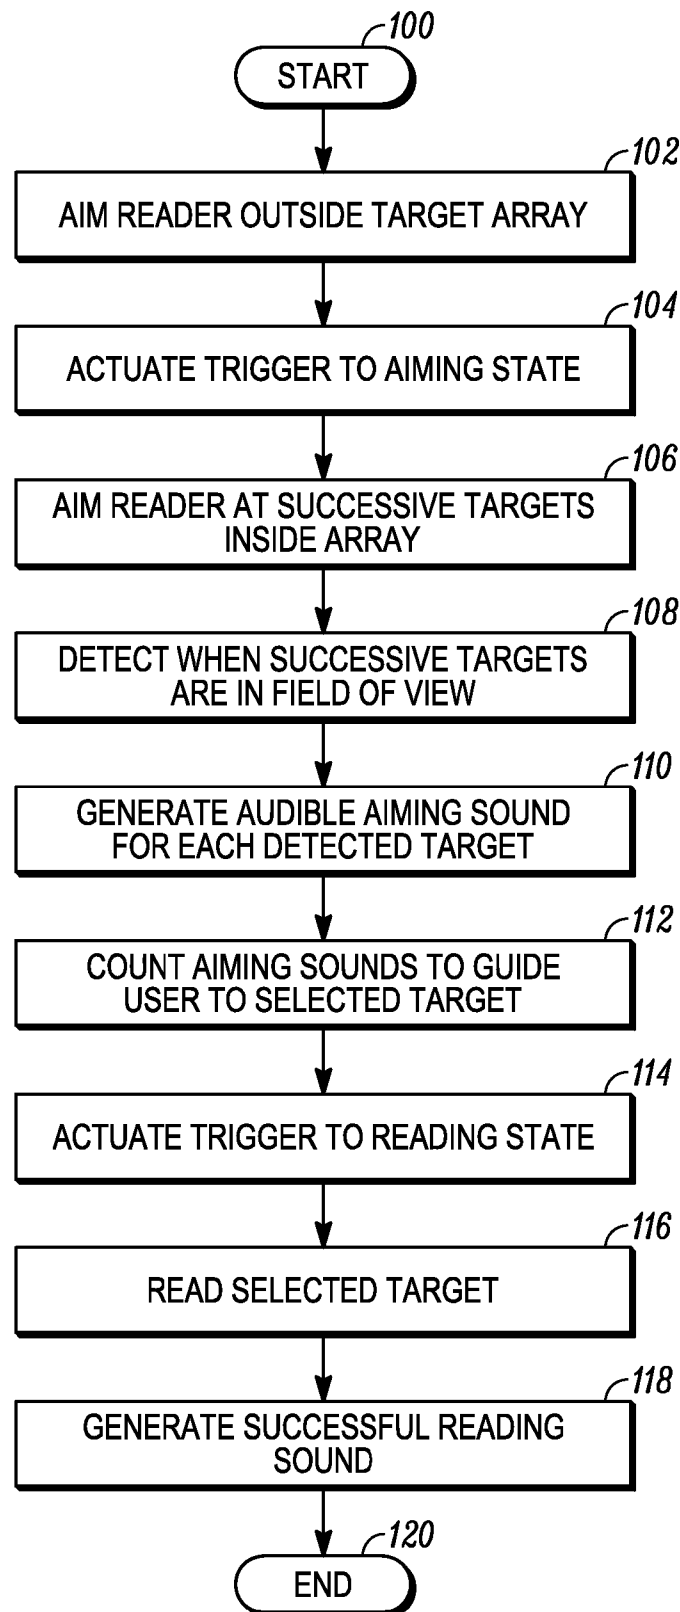 100
START
102
AIM READER OUTSIDE TARGET ARRAY
104
ACTUATE TRIGGER TO AIMING STATE
106
AIM READER AT SUCCESSIVE TARGETS
INSIDE ARRAY
108
DETECT WHEN SUCCESSIVE TARGETS
ARE IN FIELD OF VIEW
110
GENERATE AUDIBLE AIMING SOUND
FOR EACH DETECTED TARGET
112
COUNT AIMING SOUNDS TO GUIDE
USER TO SELECTED TARGET
114
ACTUATE TRIGGER TO READING STATE
116
READ SELECTED TARGET
118
GENERATE SUCCESSFUL READING
SOUND
120
END